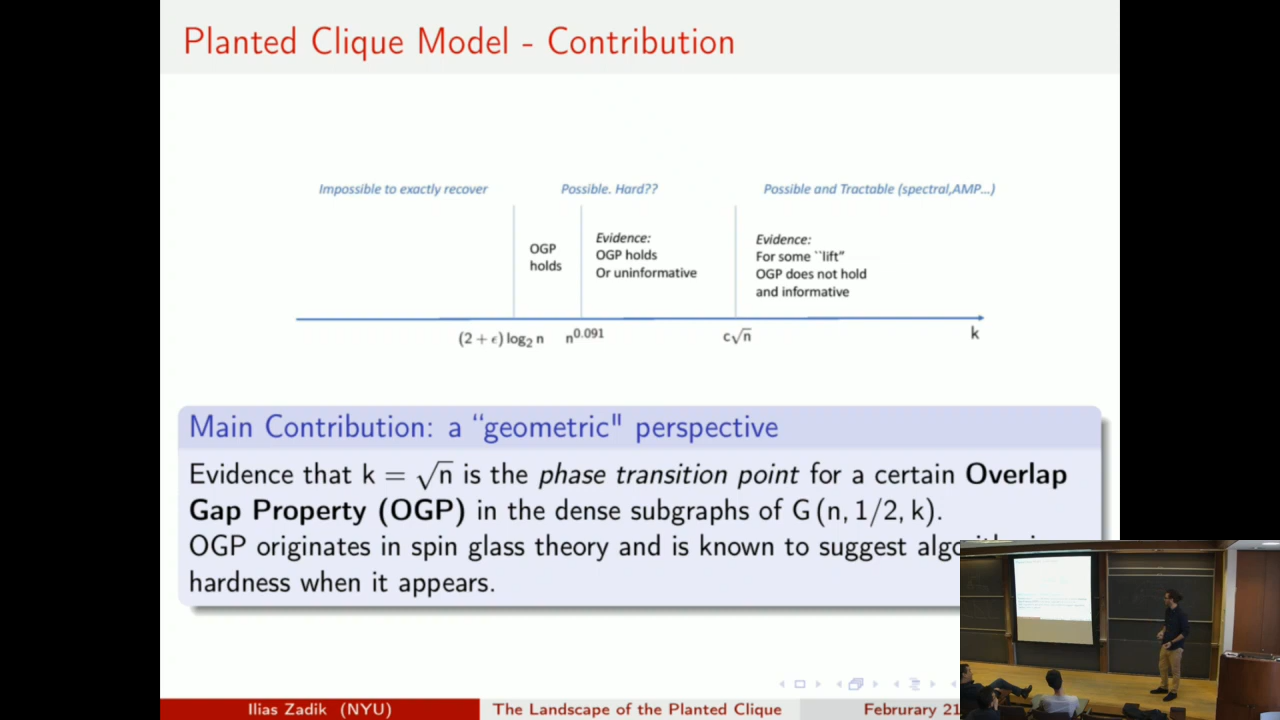 Planted Clique Model - Contribution
Impossible to exactly recover
Possible. Hard??
Possible and Tractable (spectral,AMP...)
OGP
holds
Evidence:
OGP holds
Or uninformative
Evidence:
For some ``lift"
OGP does not hold
and informative
(2 + ϵ) log₂ n
n^0.091
c√n
k
Main Contribution: a “geometric" perspective
Evidence that k = √n is the phase transition point for a certain Overlap
Gap Property (OGP) in the dense subgraphs of G (n, 1/2, k).
OGP originates in spin glass theory and is known to suggest
hardness when it appears.
Ilias Zadik (NYU)
The Landscape of the Planted Clique
Februrary 21